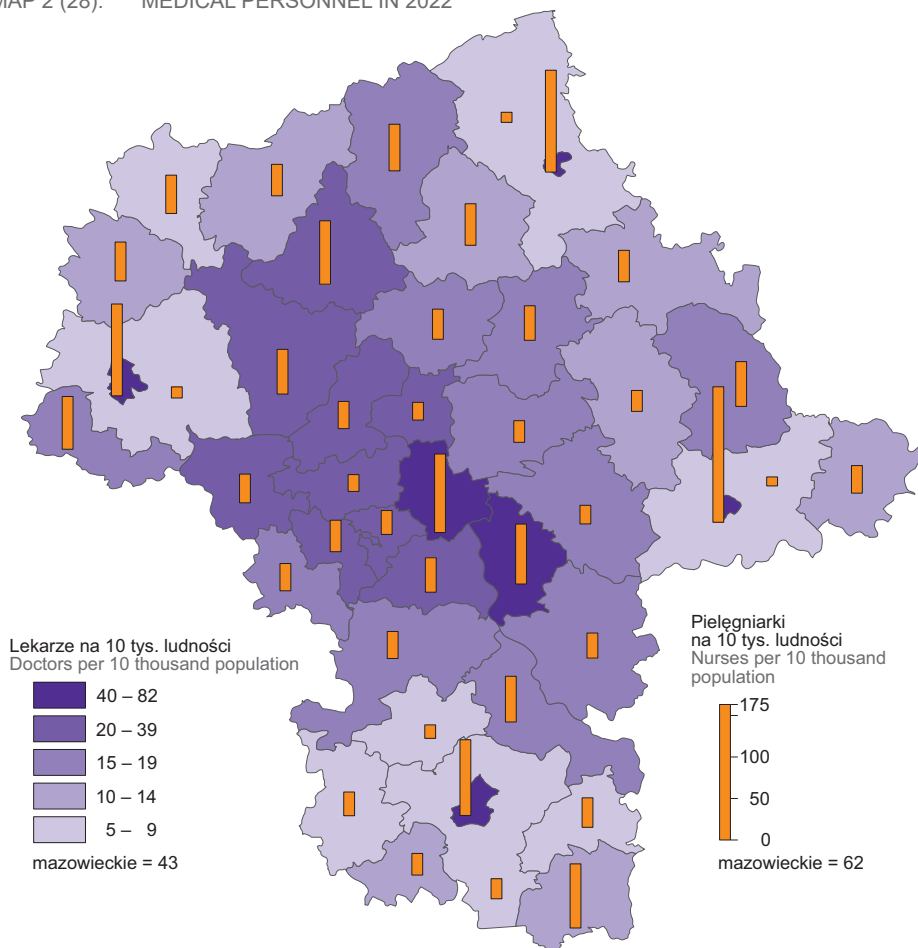 MAP 2 (28). MEDICAL PERSONNEL IN 2022
Lekarze na 10 tys. ludności
Doctors per 10 thousand population
40 – 82
20 – 39
15 – 19
10 – 14
5 – 9
mazowieckie = 43
Pielęgniarki
na 10 tys. ludności
Nurses per 10 thousand
population
175
100
50
0
mazowieckie = 62